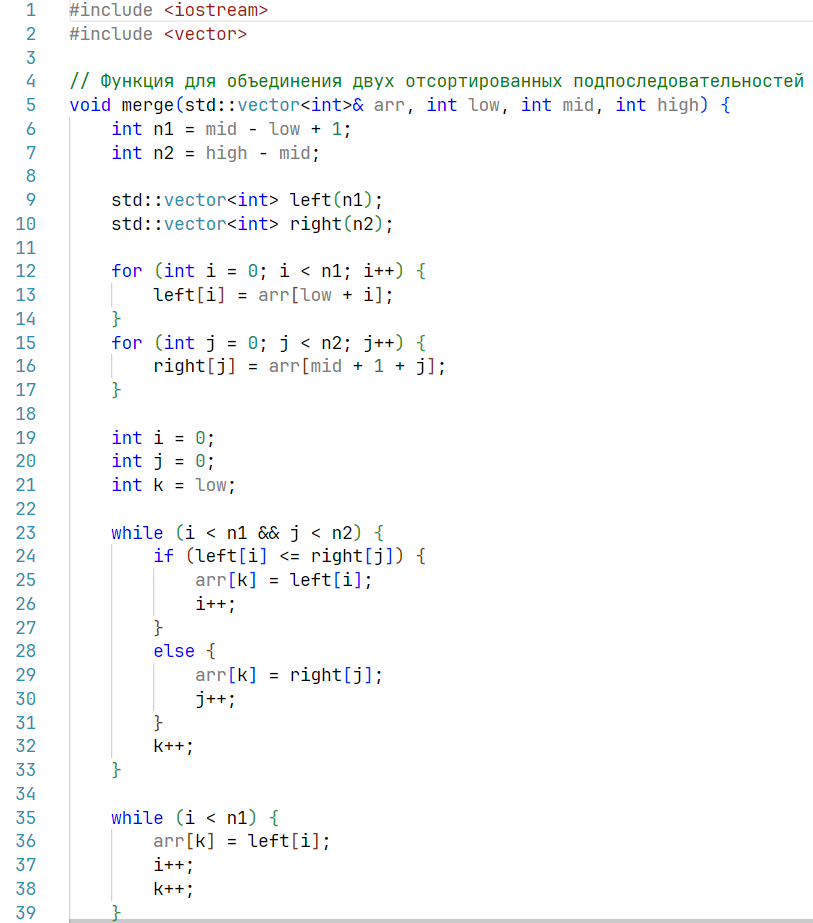 1 #include <iostream>
2 #include <vector>
3
4 // Функция для объединения двух отсортированных подпоследовательностей
5 void merge(std::vector<int>& arr, int low, int mid, int high) {
6     int n1 = mid - low + 1;
7     int n2 = high - mid;
8
9     std::vector<int> left(n1);
10     std::vector<int> right(n2);
11
12     for (int i = 0; i < n1; i++) {
13         left[i] = arr[low + i];
14     }
15     for (int j = 0; j < n2; j++) {
16         right[j] = arr[mid + 1 + j];
17     }
18
19     int i = 0;
20     int j = 0;
21     int k = low;
22
23     while (i < n1 && j < n2) {
24         if (left[i] <= right[j]) {
25             arr[k] = left[i];
26             i++;
27         }
28         else {
29             arr[k] = right[j];
30             j++;
31         }
32         k++;
33     }
34
35     while (i < n1) {
36         arr[k] = left[i];
37         i++;
38         k++;
39     }